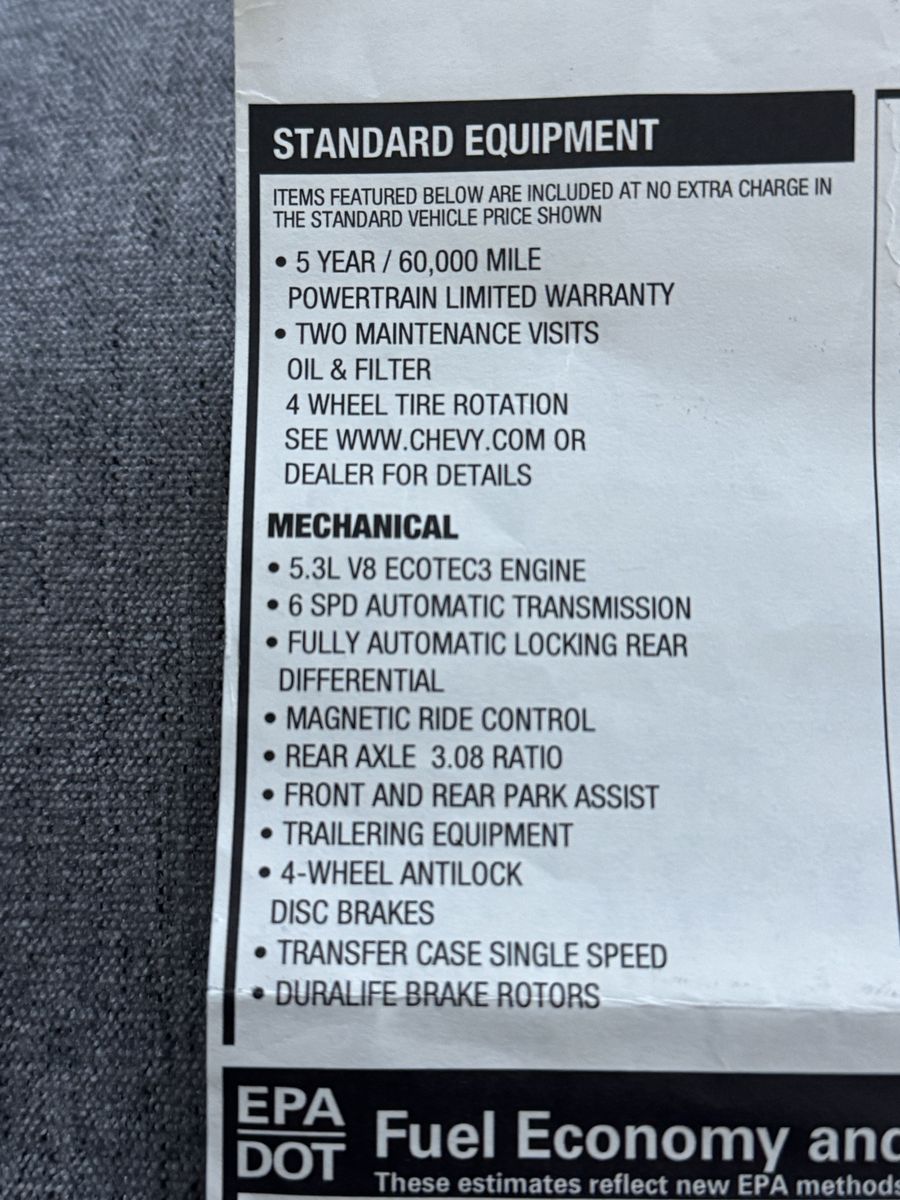 STANDARD EQUIPMENT
ITEMS FEATURED BELOW ARE INCLUDED AT NO EXTRA CHARGE IN
THE STANDARD VEHICLE PRICE SHOWN
• 5 YEAR / 60,000 MILE
POWERTRAIN LIMITED WARRANTY
• TWO MAINTENANCE VISITS
OIL & FILTER
4 WHEEL TIRE ROTATION
SEE WWW.CHEVY.COM OR
DEALER FOR DETAILS
MECHANICAL
• 5.3L V8 ECOTEC3 ENGINE
• 6 SPD AUTOMATIC TRANSMISSION
• FULLY AUTOMATIC LOCKING REAR
DIFFERENTIAL
• MAGNETIC RIDE CONTROL
• REAR AXLE 3.08 RATIO
• FRONT AND REAR PARK ASSIST
• TRAILERING EQUIPMENT
• 4-WHEEL ANTILOCK
DISC BRAKES
• TRANSFER CASE SINGLE SPEED
• DURALIFE BRAKE ROTORS
EPA
DOT
Fuel Economy and
These estimates reflect new EPA methods